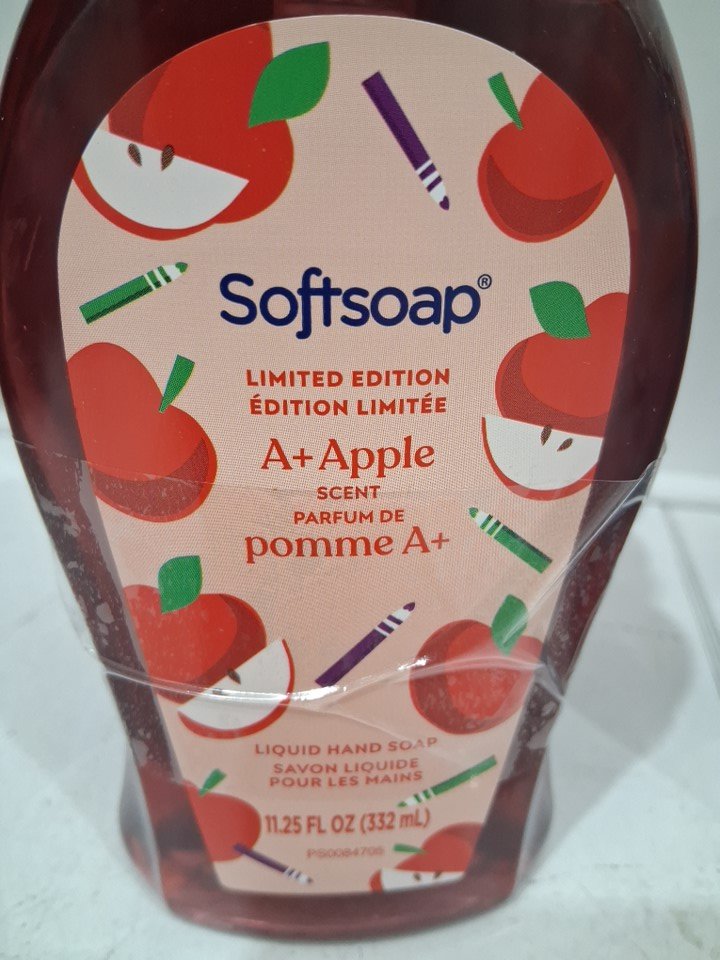 Softsoap®
LIMITED EDITION
ÉDITION LIMITÉE
A+ Apple
SCENT
PARFUM DE
pomme A+
LIQUID HAND SOAP
SAVON LIQUIDE
POUR LES MAINS
11.25 FL OZ (332 mL)